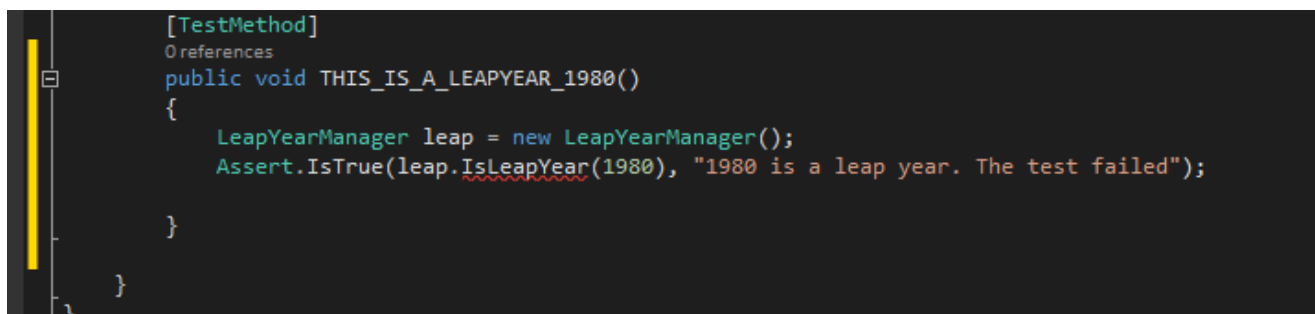 [TestMethod]
0 references
public void THIS_IS_A_LEAPYEAR_1980()
{
LeapYearManager leap = new LeapYearManager();
Assert.IsTrue(leap.IsLeapYear(1980), "1980 is a leap year. The test failed");
}
}
}